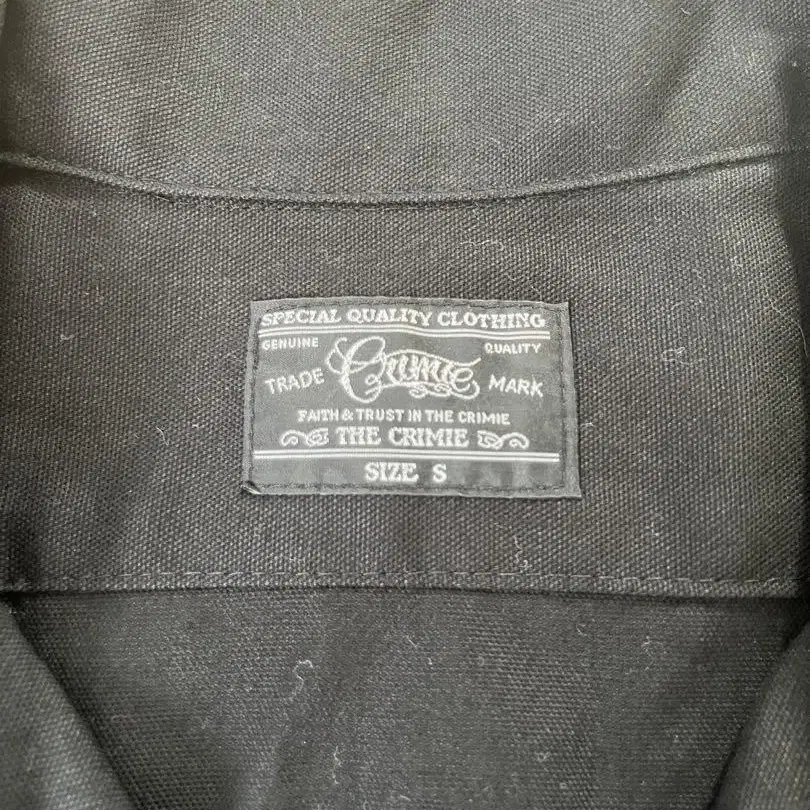 SPECIAL QUALITY CLOTHING
GENUINE QUALITY
TRADE Crimie MARK
FAITH & TRUST IN THE CRIMIE
THE CRIMIE
SIZE S